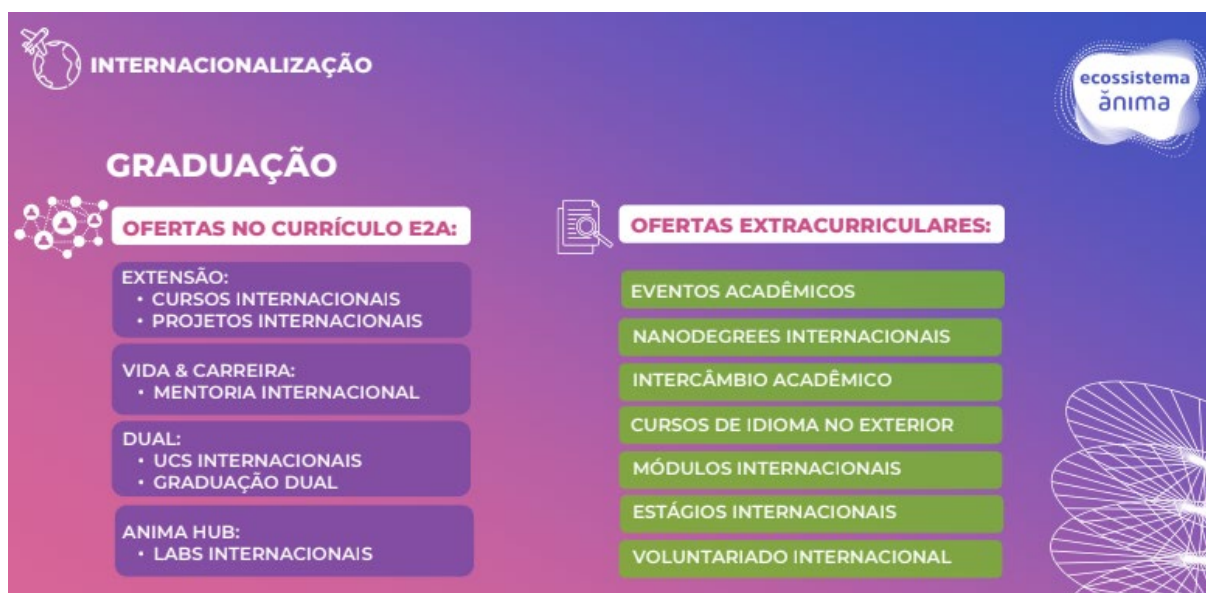 INTERNACIONALIZAÇÃO
ecossistema
ănıma
GRADUAÇÃO
OFERTAS NO CURRÍCULO E2A:
EXTENSÃO:
• CURSOS INTERNACIONAIS
• PROJETOS INTERNACIONAIS
VIDA & CARREIRA:
• MENTORIA INTERNACIONAL
DUAL:
• UCS INTERNACIONAIS
• GRADUAÇÃO DUAL
ANIMA HUB:
• LABS INTERNACIONAIS
OFERTAS EXTRACURRICULARES:
EVENTOS ACADÊMICOS
NANODEGREES INTERNACIONAIS
INTERCÂMBIO ACADÊMICO
CURSOS DE IDIOMA NO EXTERIOR
MÓDULOS INTERNACIONAIS
ESTÁGIOS INTERNACIONAIS
VOLUNTARIADO INTERNACIONAL